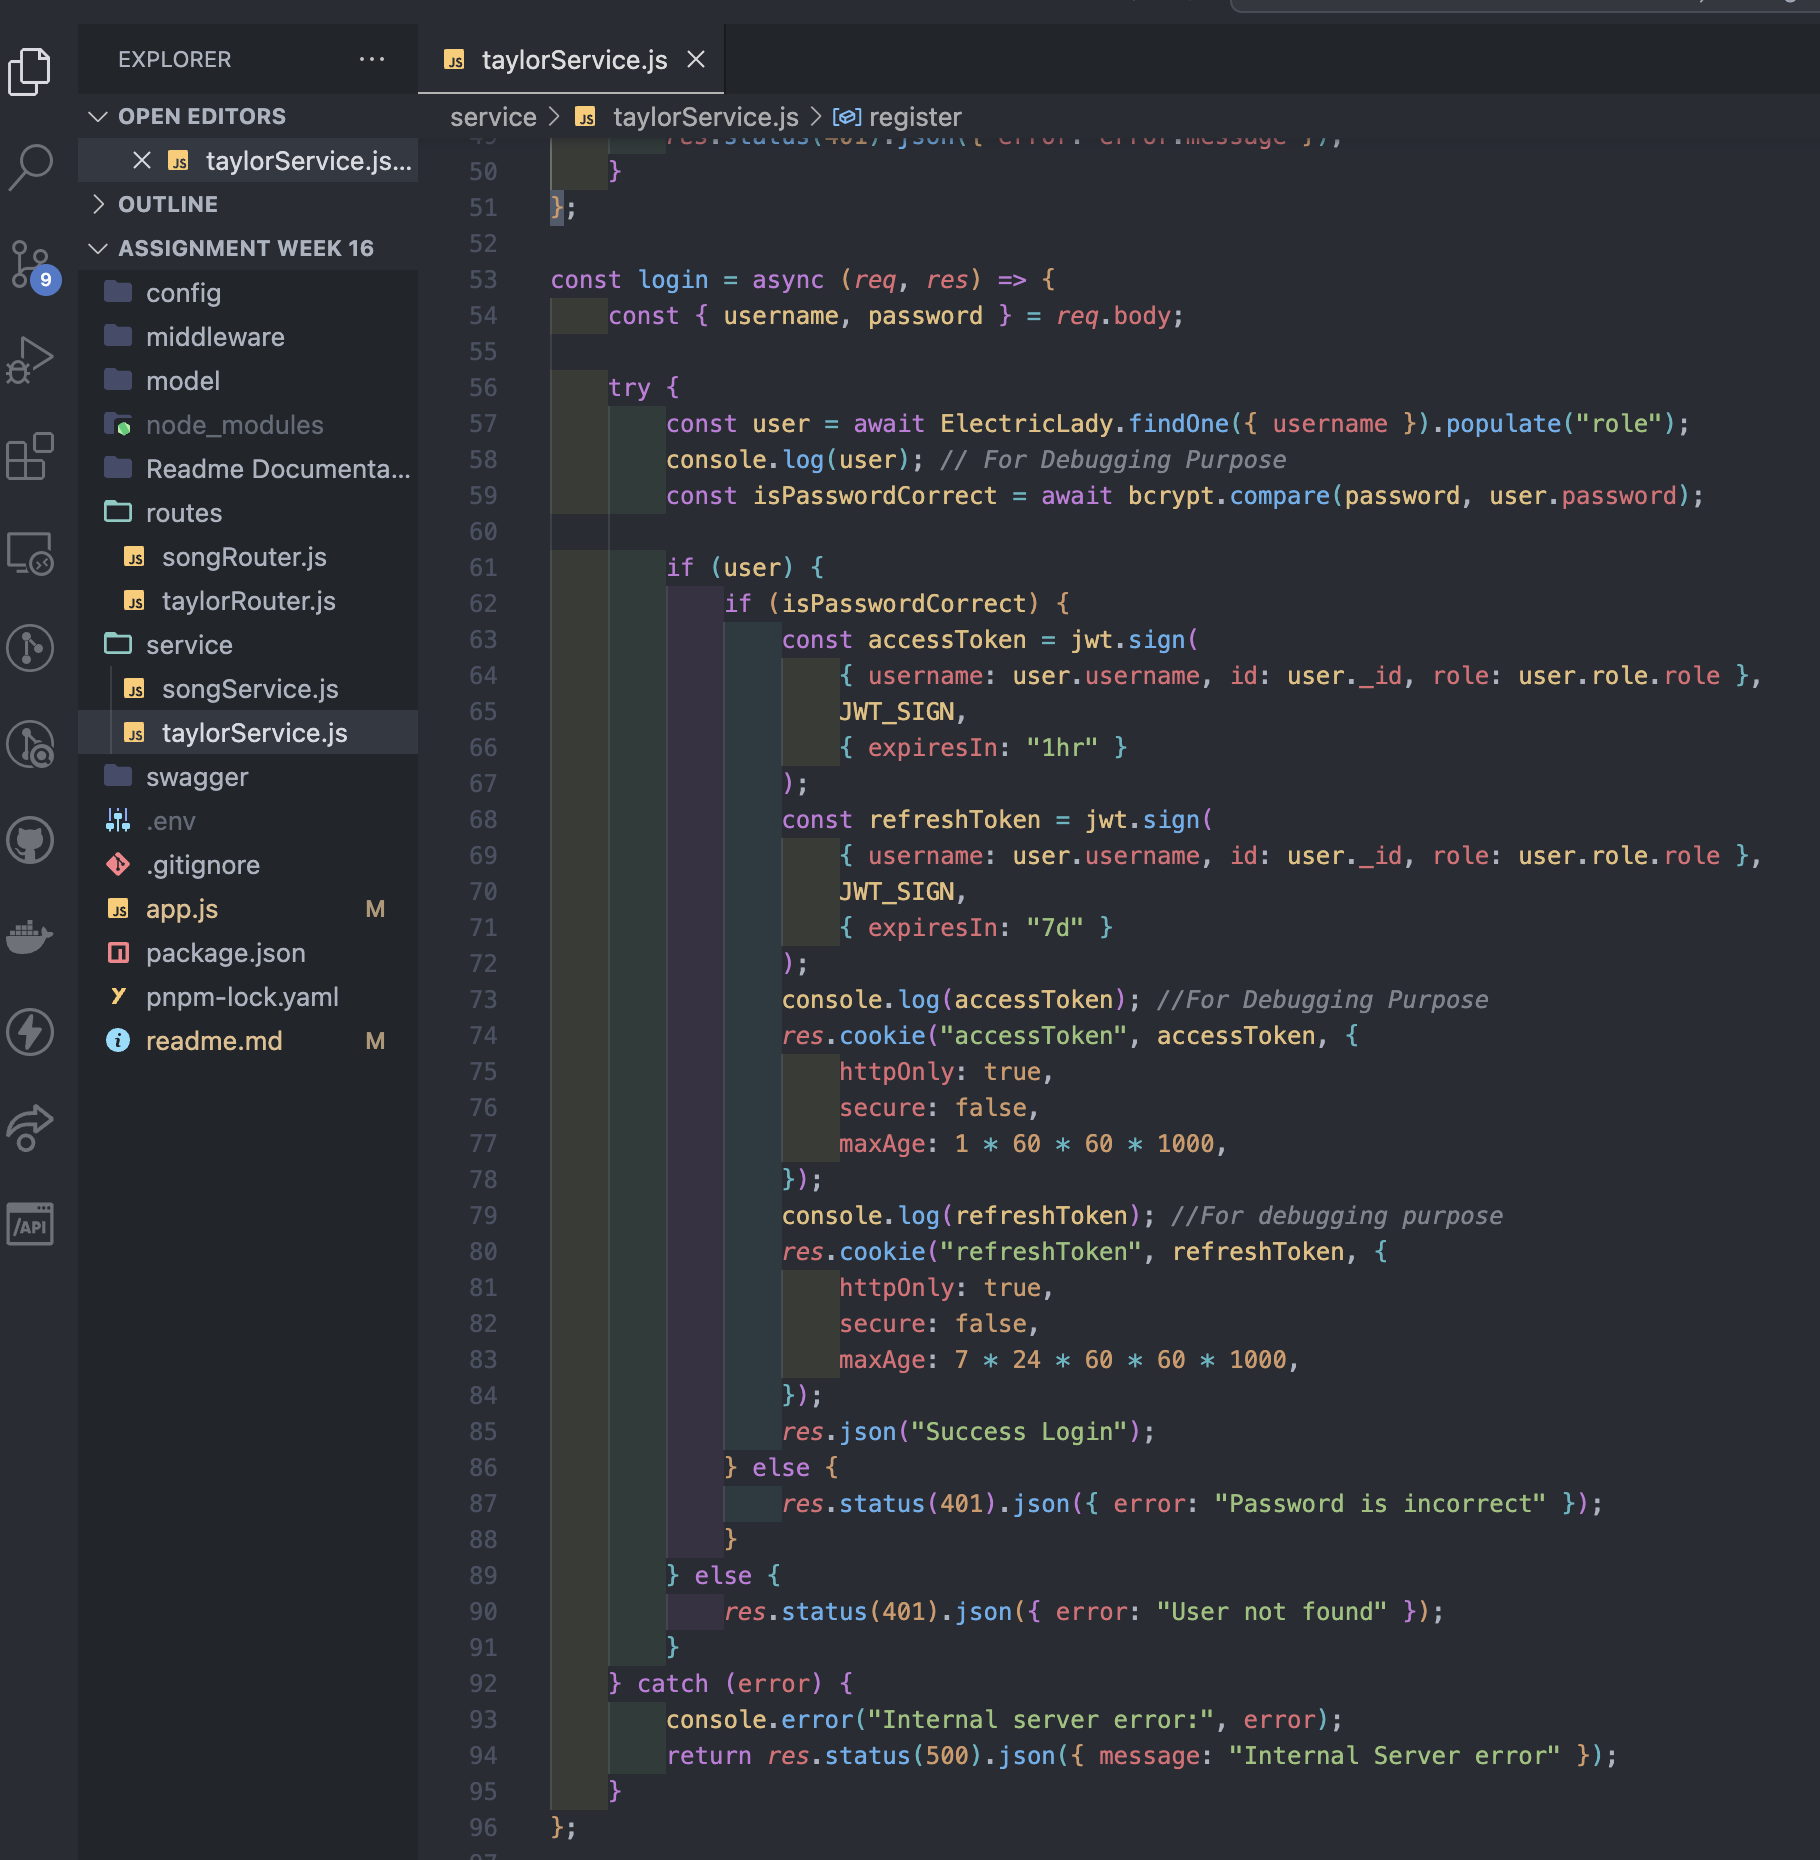 EXPLORER
OPEN EDITORS
taylorService.js...
OUTLINE
ASSIGNMENT WEEK 16
config
middleware
model
node_modules
Readme Documenta...
routes
songRouter.js
taylorRouter.js
service
songService.js
taylorService.js
swagger
.env
.gitignore
app.js M
package.json
pnpm-lock.yaml
readme.md M
9
/API
taylorService.js
service > taylorService.js > register
49 res.status(401).json({ error: error.message });
50 }
51 };
52
53 const login = async (req, res) => {
54 const { username, password } = req.body;
55
56 try {
57 const user = await ElectricLady.findOne({ username }).populate("role");
58 console.log(user); // For Debugging Purpose
59 const isPasswordCorrect = await bcrypt.compare(password, user.password);
60
61 if (user) {
62 if (isPasswordCorrect) {
63 const accessToken = jwt.sign(
64 { username: user.username, id: user._id, role: user.role.role },
65 JWT_SIGN,
66 { expiresIn: "1hr" }
67 );
68 const refreshToken = jwt.sign(
69 { username: user.username, id: user._id, role: user.role.role },
70 JWT_SIGN,
71 { expiresIn: "7d" }
72 );
73 console.log(accessToken); //For Debugging Purpose
74 res.cookie("accessToken", accessToken, {
75 httpOnly: true,
76 secure: false,
77 maxAge: 1 * 60 * 60 * 1000,
78 });
79 console.log(refreshToken); //For debugging purpose
80 res.cookie("refreshToken", refreshToken, {
81 httpOnly: true,
82 secure: false,
83 maxAge: 7 * 24 * 60 * 60 * 1000,
84 });
85 res.json("Success Login");
86 } else {
87 res.status(401).json({ error: "Password is incorrect" });
88 }
89 } else {
90 res.status(401).json({ error: "User not found" });
91 }
92 } catch (error) {
93 console.error("Internal server error:", error);
94 return res.status(500).json({ message: "Internal Server error" });
95 }
96 };
97